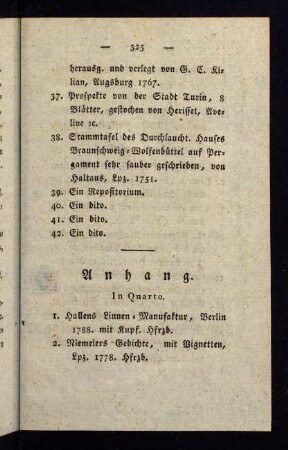 — 325 —
herausg. und verlegt von G. C. Ki-
lian, Augsburg 1767.
37. Prospekte von der Stadt Turin, 8
Blätter, gestochen von Herisset, Ave-
line ꝛc.
38. Stammtafel des Durchlaucht. Hauses
Braunschweig-Wolfenbüttel auf Per-
gament sehr sauber geschrieben, von
Haltaus, Lpz. 1751.
39. Ein Repositorium.
40. Ein dito.
41. Ein dito.
42. Ein dito.
Anhang.
In Quarto.
1. Hallens Linnen-Manufaktur, Berlin
1788. mit Kupf. Hfrzb.
2. Niemeiers Gedichte, mit Vignetten,
Lpz. 1778. Hfrzb.